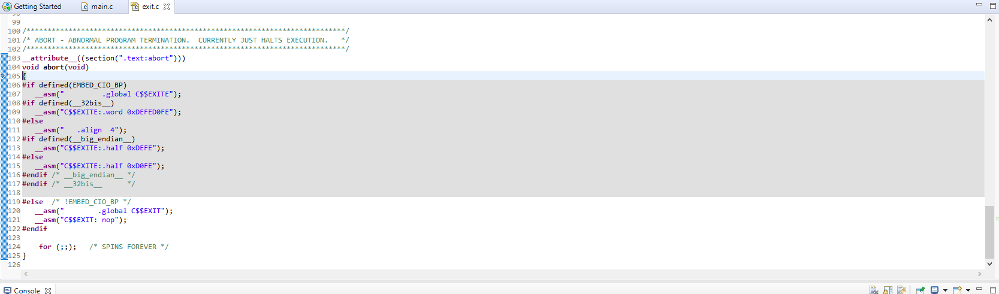 Getting Started main.c exit.c
99
100 /****************************************************************************/
101 /* ABORT - ABNORMAL PROGRAM TERMINATION.  CURRENTLY JUST HALTS EXECUTION.   */
102 /****************************************************************************/
103 __attribute__((section(".text:abort")))
104 void abort(void)
105 {
106 #if defined(EMBED_CIO_BP)
107    __asm("         .global C$$EXITE");
108 #if defined(__32bis__)
109    __asm("C$$EXITE:.word 0xDEFED0FE");
110 #else
111    __asm("   .align  4");
112 #if defined(__big_endian__)
113    __asm("C$$EXITE:.half 0xDEFE");
114 #else
115    __asm("C$$EXITE:.half 0xD0FE");
116 #endif /* __big_endian__ */
117 #endif /* __32bis__      */
118
119 #else  /* !EMBED_CIO_BP */
120    __asm("        .global C$$EXIT");
121    __asm("C$$EXIT: nop");
122 #endif
123
124     for (;;);   /* SPINS FOREVER */
125 }
126
Console